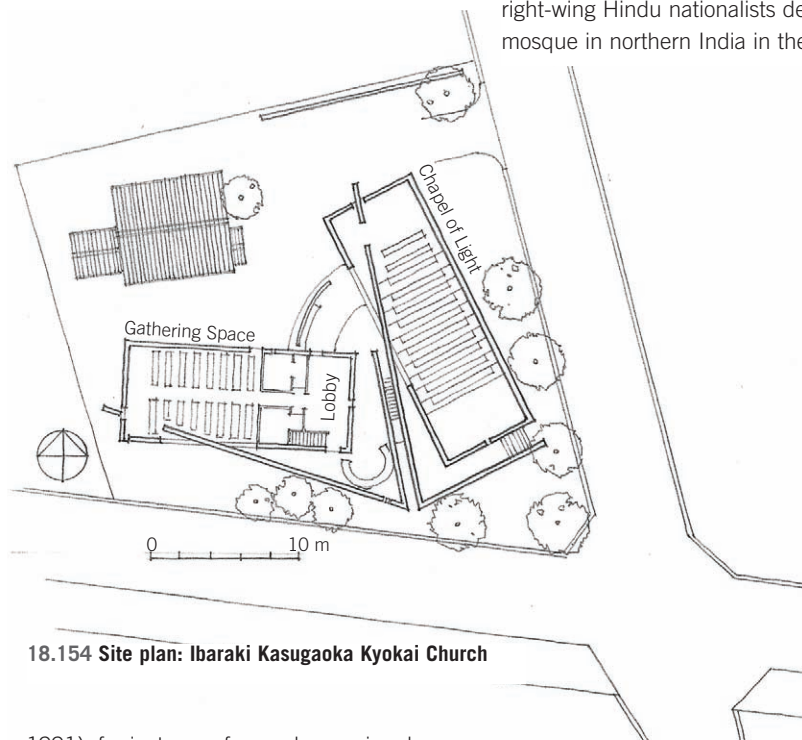 right-wing Hindu nationalists de
mosque in northern India in the
Chapel of Light
Gathering Space
Lobby
0 10 m
18.154 Site plan: Ibaraki Kasugaoka Kyokai Church